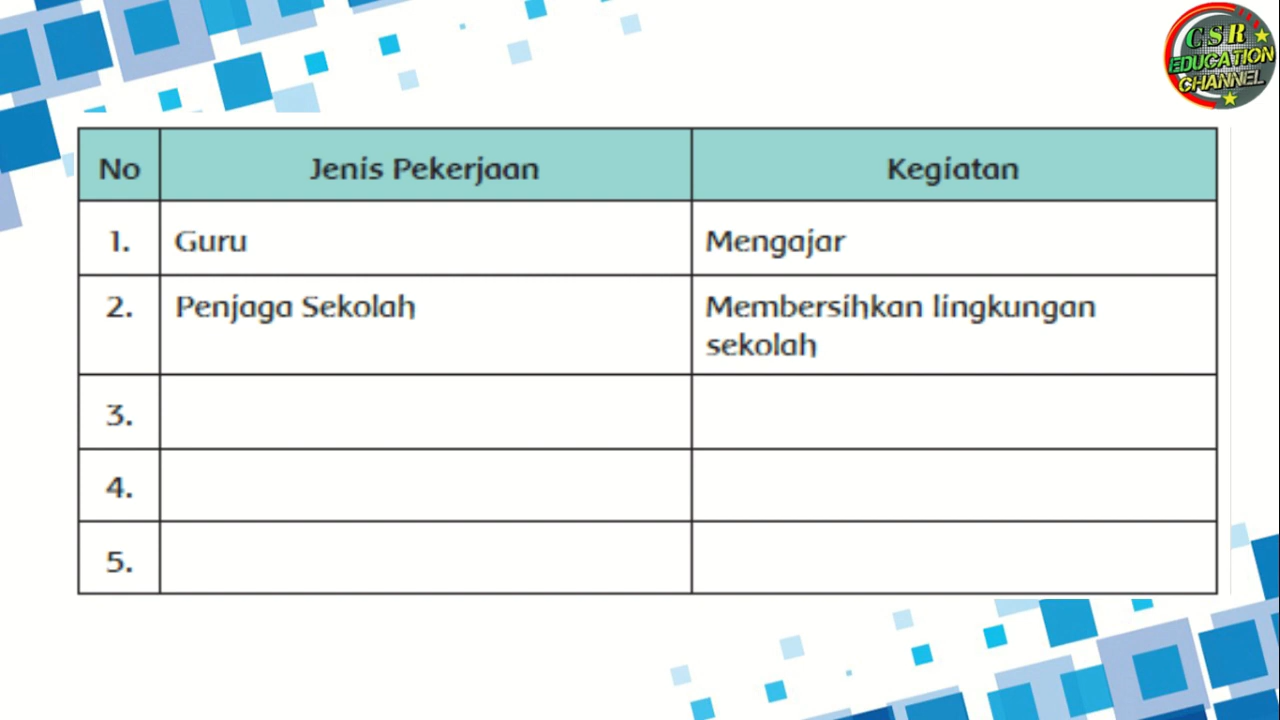 CSR
EDUCATION
CHANNEL
No Jenis Pekerjaan Kegiatan
1. Guru Mengajar
2. Penjaga Sekolah Membersihkan lingkungan
sekolah
3.
4.
5.